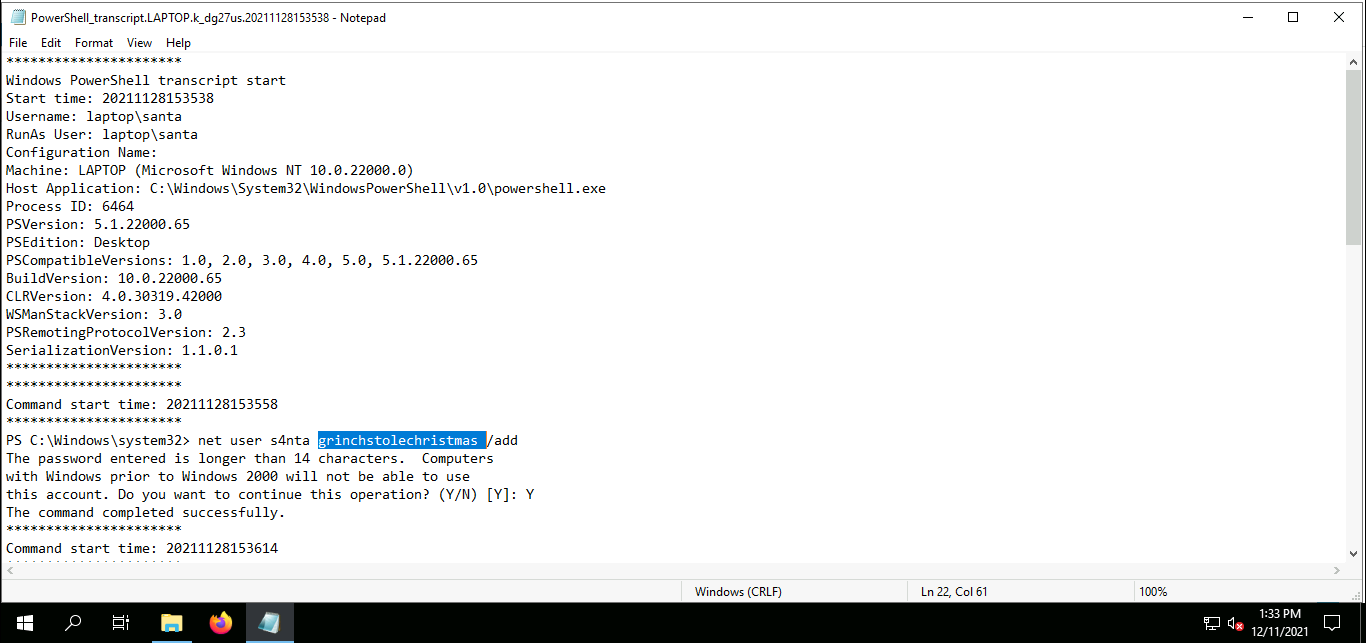 PowerShell_transcript.LAPTOP.k_dg27us.20211128153538 - Notepad
File Edit Format View Help
**********************
Windows PowerShell transcript start
Start time: 20211128153538
Username: laptop\santa
RunAs User: laptop\santa
Configuration Name:
Machine: LAPTOP (Microsoft Windows NT 10.0.22000.0)
Host Application: C:\Windows\System32\WindowsPowerShell\v1.0\powershell.exe
Process ID: 6464
PSVersion: 5.1.22000.65
PSEdition: Desktop
PSCompatibleVersions: 1.0, 2.0, 3.0, 4.0, 5.0, 5.1.22000.65
BuildVersion: 10.0.22000.65
CLRVersion: 4.0.30319.42000
WSManStackVersion: 3.0
PSRemotingProtocolVersion: 2.3
SerializationVersion: 1.1.0.1
**********************
**********************
Command start time: 20211128153558
**********************
PS C:\Windows\system32> net user s4nta grinchstolechristmas /add
The password entered is longer than 14 characters.  Computers
with Windows prior to Windows 2000 will not be able to use
this account. Do you want to continue this operation? (Y/N) [Y]: Y
The command completed successfully.
**********************
Command start time: 20211128153614
Windows (CRLF) Ln 22, Col 61 100%
1:33 PM
12/11/2021